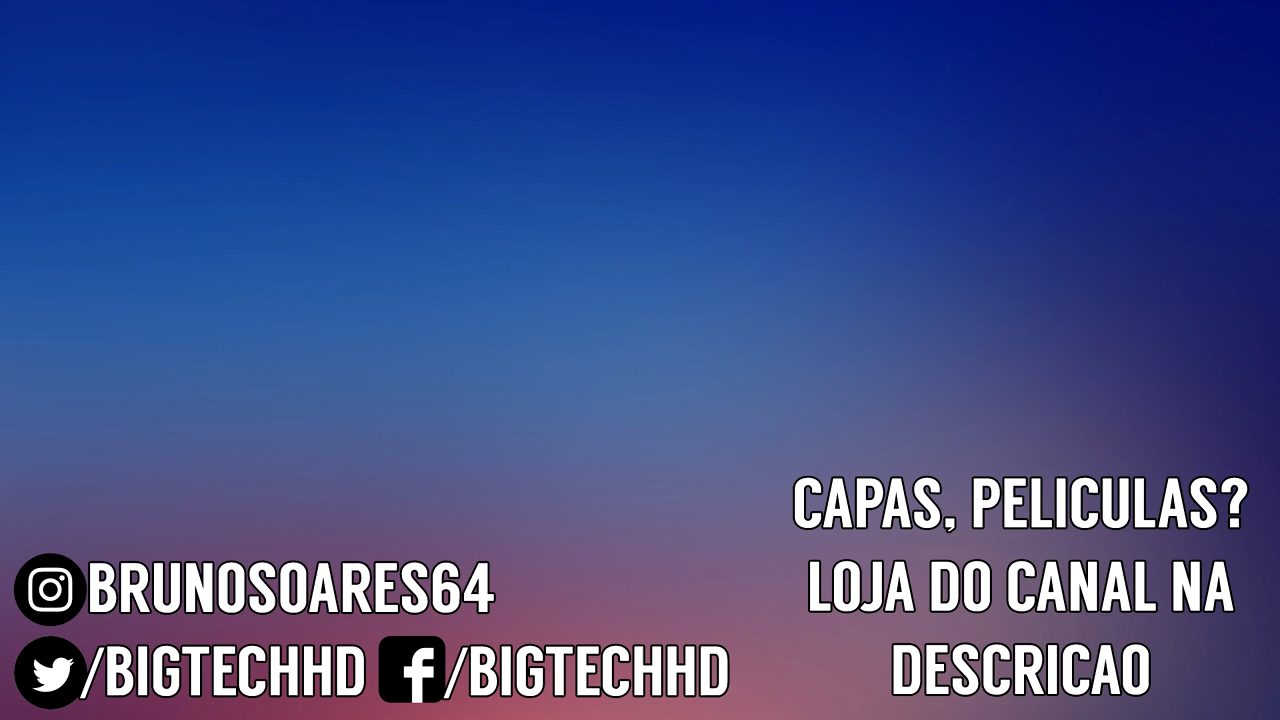 CAPAS, PELICULAS?
LOJA DO CANAL NA
DESCRICAO
BRUNOSOARES64
/BIGTECHHD /BIGTECHHD